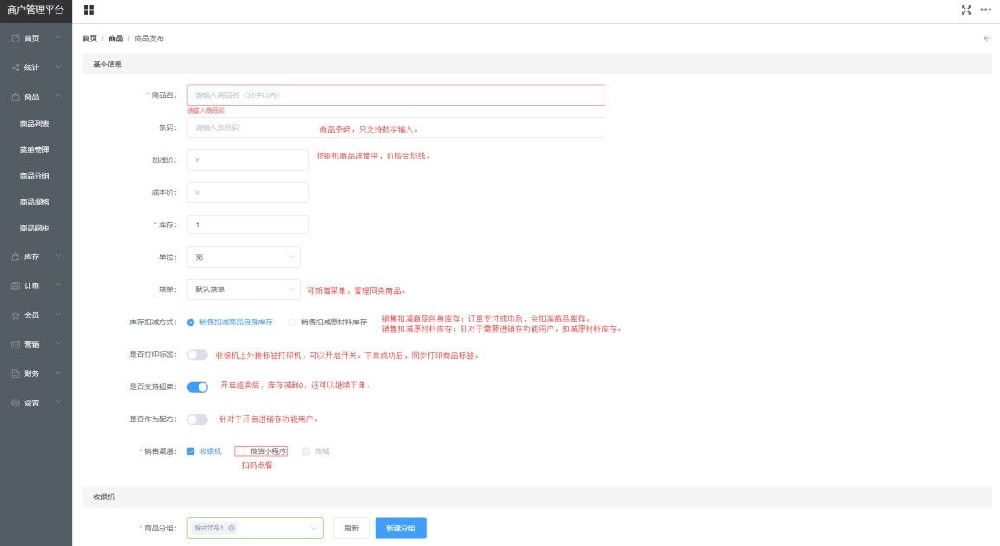 商户管理平台
首页
统计
商品
商品列表
菜单管理
商品分组
商品规格
商品同步
库存
订单
会员
营销
财务
设置
首页 / 商品 / 商品发布
基本信息
* 商品名： 请输入商品名（32字以内）
请输入商品名
条码： 请输入条形码 商品条码，只支持数字输入。
划线价： ¥ 收银机商品详情中，价格会划线。
成本价： ¥
* 库存： 1
单位： 克
菜单： 默认菜单 可新增菜单，管理同类商品。
库存扣减方式： 销售扣减商品自身库存 销售扣减原材料库存
销售扣减商品自身库存：订单支付成功后，会扣减商品库存。
销售扣减原材料库存：针对于需要进销存功能用户，扣减原材料库存。
是否打印标签： 收银机上外接标签打印机，可以开启开关。下单成功后，同步打印商品标签。
是否支持超卖： 开启超卖后，库存减到0，还可以继续下单。
是否作为配方： 针对于开启进销存功能用户。
* 销售渠道： 收银机 微信小程序 商城
扫码点餐
收银机
* 商品分组： 特式饮品1 刷新 新建分组